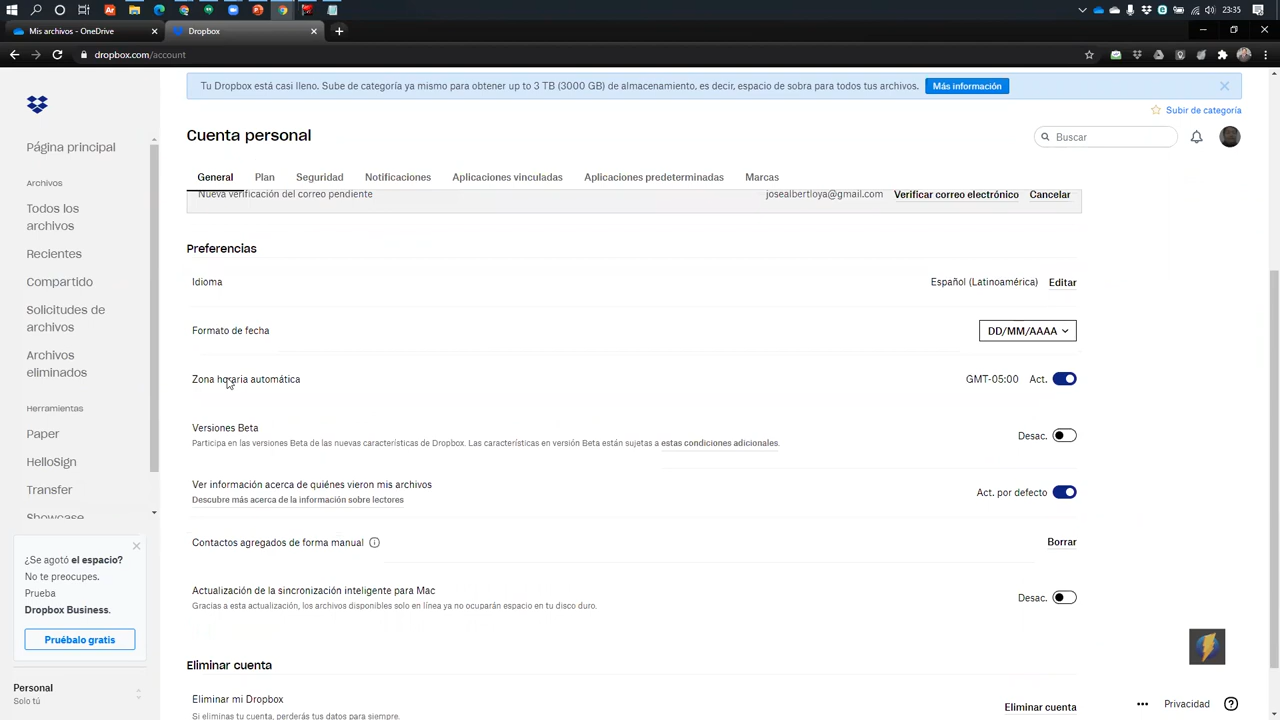 23:35
Mis archivos - OneDrive
Dropbox
dropbox.com/account
Tu Dropbox está casi lleno. Sube de categoría ya mismo para obtener up to 3 TB (3000 GB) de almacenamiento, es decir, espacio de sobra para todos tus archivos.
Más información
Subir de categoría
Cuenta personal
Buscar
General
Plan
Seguridad
Notificaciones
Aplicaciones vinculadas
Aplicaciones predeterminadas
Marcas
Nueva verificación del correo pendiente
josealbertloya@gmail.com
Verificar correo electrónico
Cancelar
Preferencias
Idioma
Español (Latinoamérica)
Editar
Formato de fecha
DD/MM/AAAA
Zona horaria automática
GMT-05:00
Act.
Versiones Beta
Participa en las versiones Beta de las nuevas características de Dropbox. Las características en versión Beta están sujetas a estas condiciones adicionales.
Desac.
Ver información acerca de quiénes vieron mis archivos
Descubre más acerca de la información sobre lectores
Act. por defecto
Contactos agregados de forma manual
Borrar
Actualización de la sincronización inteligente para Mac
Gracias a esta actualización, los archivos disponibles solo en línea ya no ocuparán espacio en tu disco duro.
Desac.
Eliminar cuenta
Eliminar mi Dropbox
Si eliminas tu cuenta, perderás tus datos para siempre.
Eliminar cuenta
Privacidad
Página principal
Archivos
Todos los
archivos
Recientes
Compartido
Solicitudes de
archivos
Archivos
eliminados
Herramientas
Paper
HelloSign
Transfer
Showcase
¿Se agotó el espacio?
No te preocupes.
Prueba
Dropbox Business.
Pruébalo gratis
Personal
Solo tú